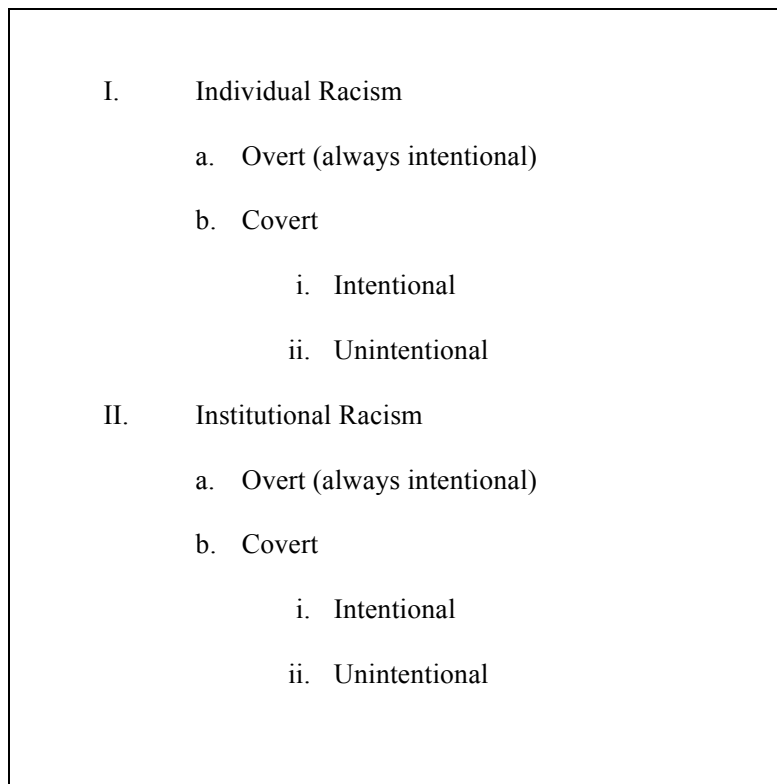 I. Individual Racism
a. Overt (always intentional)
b. Covert
i. Intentional
ii. Unintentional
II. Institutional Racism
a. Overt (always intentional)
b. Covert
i. Intentional
ii. Unintentional